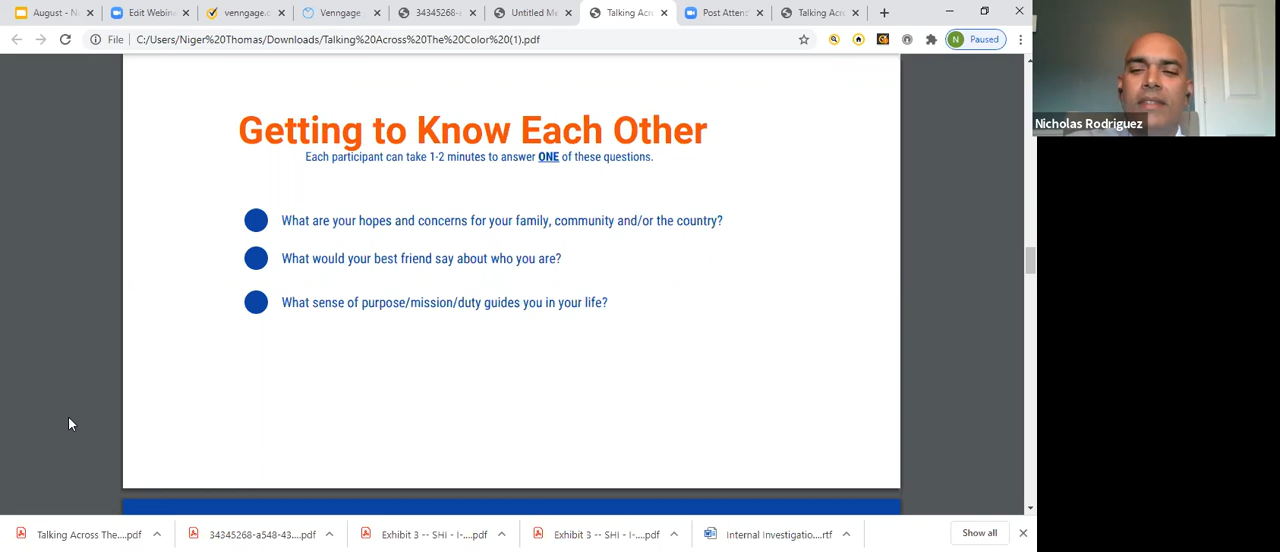 August - N
Edit Webina
venngage.c
Venngage
34345268-
Untitled Me
Talking Acr
Post Attend
Talking Acr
File
C:/Users/Niger%20Thomas/Downloads/Talking%20Across%20The%20Color%20(1).pdf
N
Paused
Nicholas Rodriguez
Getting to Know Each Other
Each participant can take 1-2 minutes to answer ONE of these questions.
What are your hopes and concerns for your family, community and/or the country?
What would your best friend say about who you are?
What sense of purpose/mission/duty guides you in your life?
Talking Across The....pdf
34345268-a548-43....pdf
Exhibit 3 -- SHI - I-....pdf
Exhibit 3 -- SHI - I-....pdf
Internal Investigatio....rtf
Show all